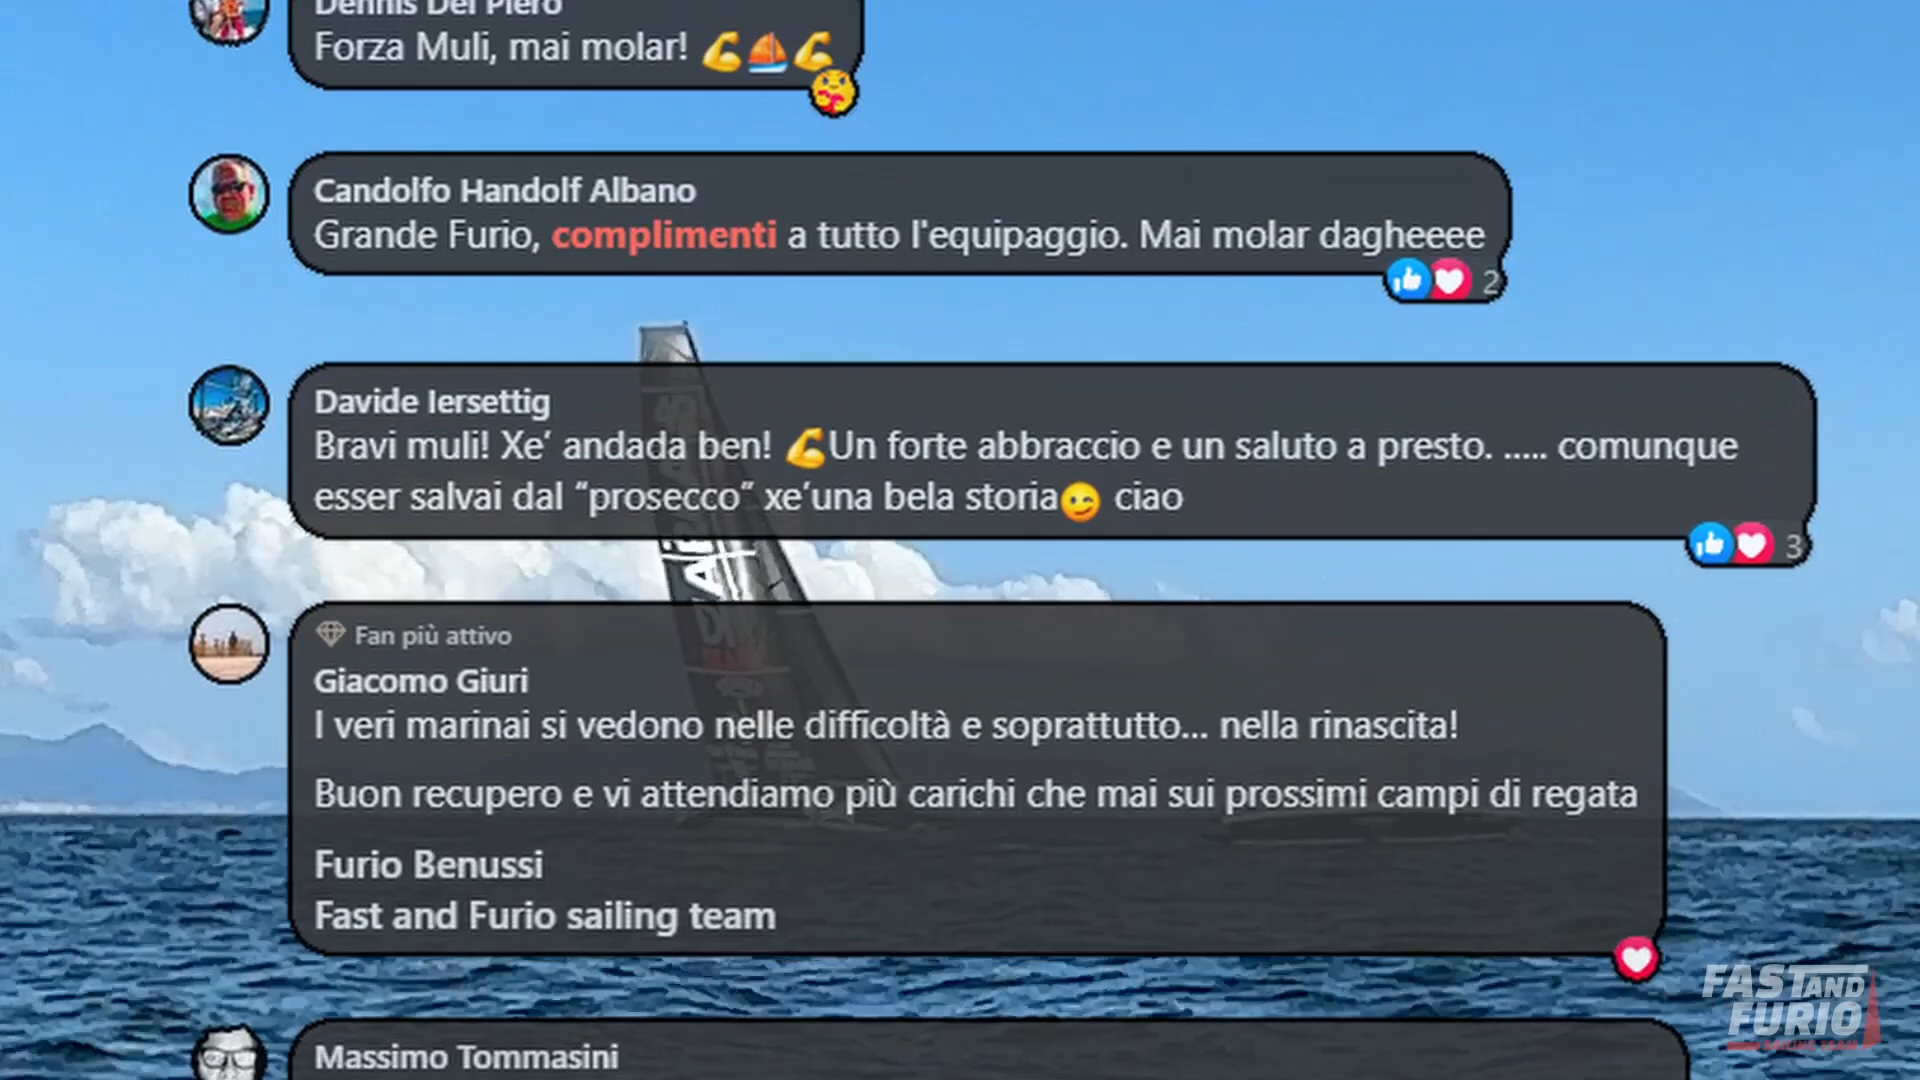 Dennis Del Piero
Forza Muli, mai molar! 💪⛵💪
Candolfo Handolf Albano
Grande Furio, complimenti a tutto l'equipaggio. Mai molar dagheeee
2
Davide Iersettig
Bravi muli! Xe’ andada ben! 💪Un forte abbraccio e un saluto a presto. ..... comunque
esser salvai dal “prosecco” xe’una bela storia😉 ciao
3
Fan più attivo
Giacomo Giuri
I veri marinai si vedono nelle difficoltà e soprattutto... nella rinascita!
Buon recupero e vi attendiamo più carichi che mai sui prossimi campi di regata
Furio Benussi
Fast and Furio sailing team
FAST AND
FURIO
SAILING TEAM
Massimo Tommasini